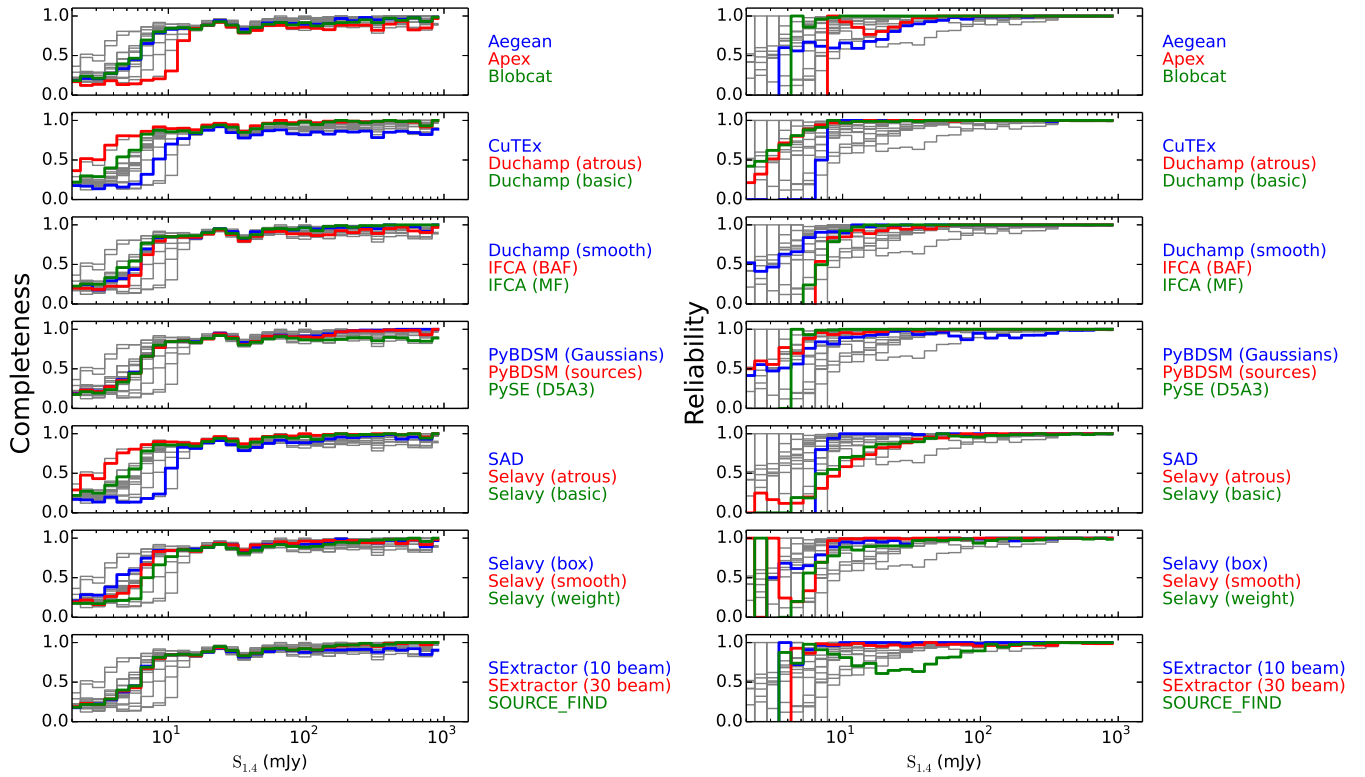 Completeness
1.0
0.5
0.0
Aegean
Apex
Blobcat
1.0
0.5
0.0
CuTEx
Duchamp (atrous)
Duchamp (basic)
1.0
0.5
0.0
Duchamp (smooth)
IFCA (BAF)
IFCA (MF)
1.0
0.5
0.0
PyBDSM (Gaussians)
PyBDSM (sources)
PySE (D5A3)
1.0
0.5
0.0
SAD
Selavy (atrous)
Selavy (basic)
1.0
0.5
0.0
Selavy (box)
Selavy (smooth)
Selavy (weight)
1.0
0.5
0.0
SExtractor (10 beam)
SExtractor (30 beam)
SOURCE_FIND
10¹ 10² 10³
S₁.₄ (mJy)
Reliability
1.0
0.5
0.0
Aegean
Apex
Blobcat
1.0
0.5
0.0
CuTEx
Duchamp (atrous)
Duchamp (basic)
1.0
0.5
0.0
Duchamp (smooth)
IFCA (BAF)
IFCA (MF)
1.0
0.5
0.0
PyBDSM (Gaussians)
PyBDSM (sources)
PySE (D5A3)
1.0
0.5
0.0
SAD
Selavy (atrous)
Selavy (basic)
1.0
0.5
0.0
Selavy (box)
Selavy (smooth)
Selavy (weight)
1.0
0.5
0.0
SExtractor (10 beam)
SExtractor (30 beam)
SOURCE_FIND
10¹ 10² 10³
S₁.₄ (mJy)